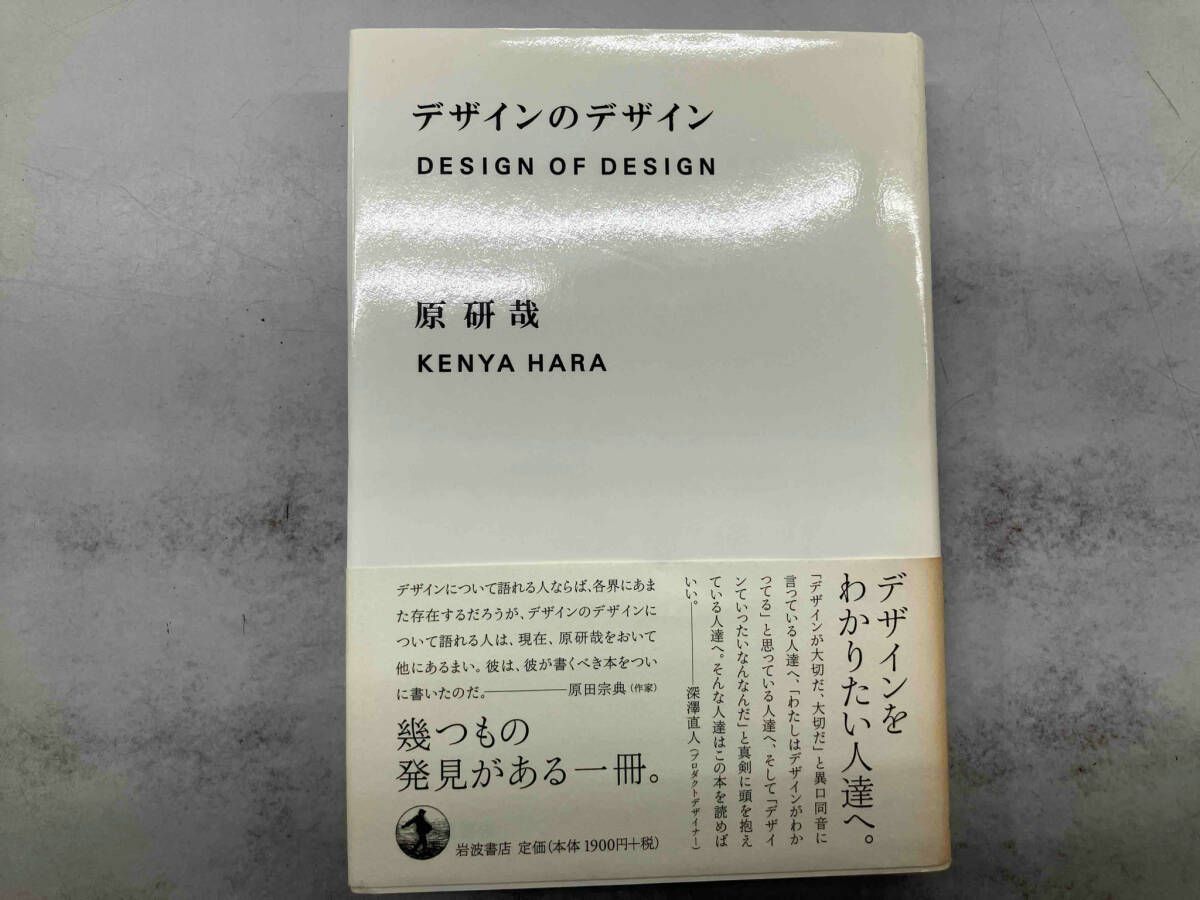 デザインのデザイン
DESIGN OF DESIGN
原 研哉
KENYA HARA
デザインを
わかりたい人達へ。
「デザインが大切だ、大切だ」と異口同音に
言っている人達へ、「わたしはデザインがわか
ってる」と思っている人達へ、そして「デザイ
ンていったいなんなんだ」と真剣に頭を抱え
ている人達へ。そんな人達はこの本を読めば
いい。――深澤直人(プロダクトデザイナー)
デザインについて語れる人ならば、各界にあま
た存在するだろうが、デザインのデザインに
ついて語れる人は、現在、原研哉をおいて
他にあるまい。彼は、彼が書くべき本をつい
に書いたのだ。――原田宗典(作家)
幾つもの
発見がある一冊。
岩波書店 定価(本体1900円+税)